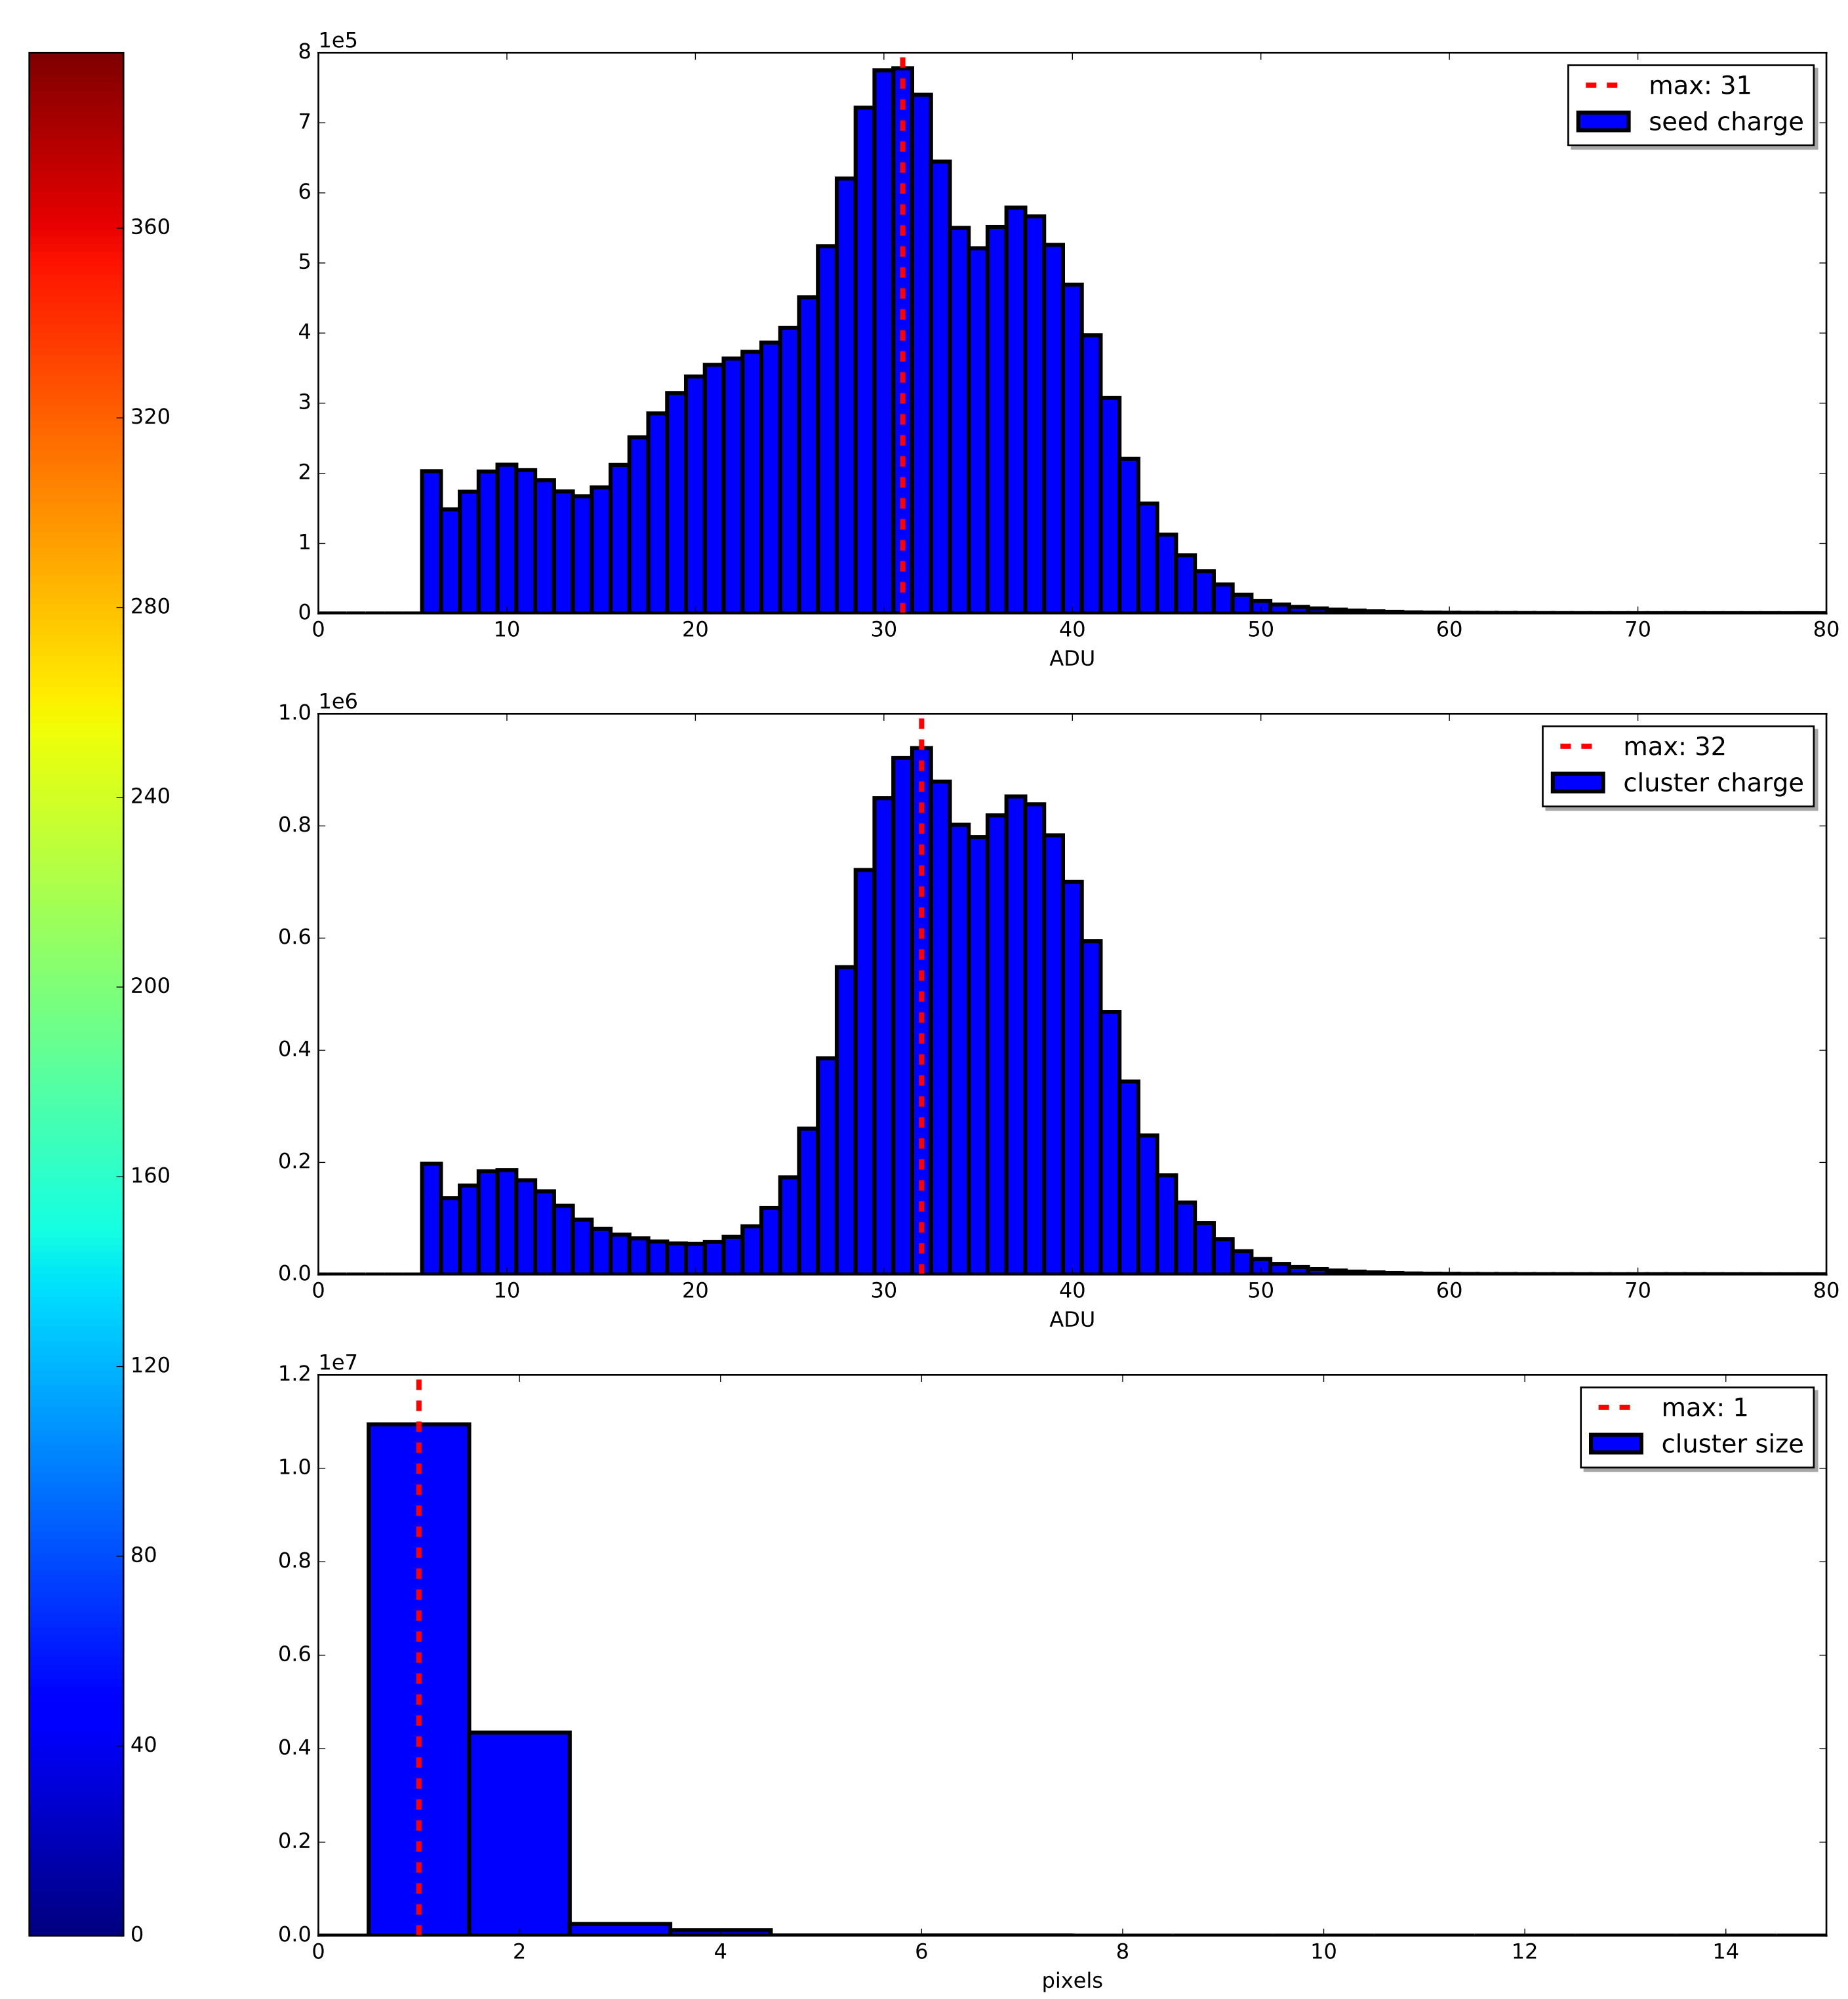 360
320
280
240
200
160
120
80
40
0
1e5
8
7
6
5
4
3
2
1
0
max: 31
seed charge
0 10 20 30 40 50 60 70 80
ADU
1e6
1.0
0.8
0.6
0.4
0.2
0.0
max: 32
cluster charge
0 10 20 30 40 50 60 70 80
ADU
1e7
1.2
1.0
0.8
0.6
0.4
0.2
0.0
max: 1
cluster size
0 2 4 6 8 10 12 14
pixels